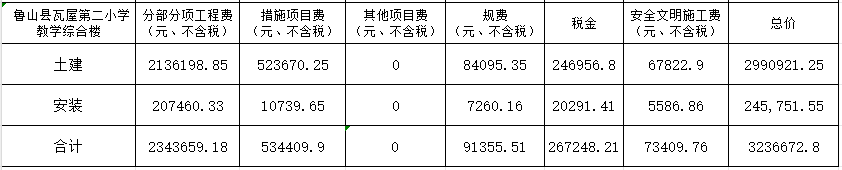 鲁山县瓦屋第二小学教学综合楼 分部分项工程费（元、不含税） 措施项目费（元、不含税） 其他项目费（元、不含税） 规费（元、不含税） 税金 安全文明施工费（元、不含税） 总价
土建 2136198.85 523670.25 0 84095.35 246956.8 67822.9 2990921.25
安装 207460.33 10739.65 0 7260.16 20291.41 5586.86 245,751.55
合计 2343659.18 534409.9 0 91355.51 267248.21 73409.76 3236672.8